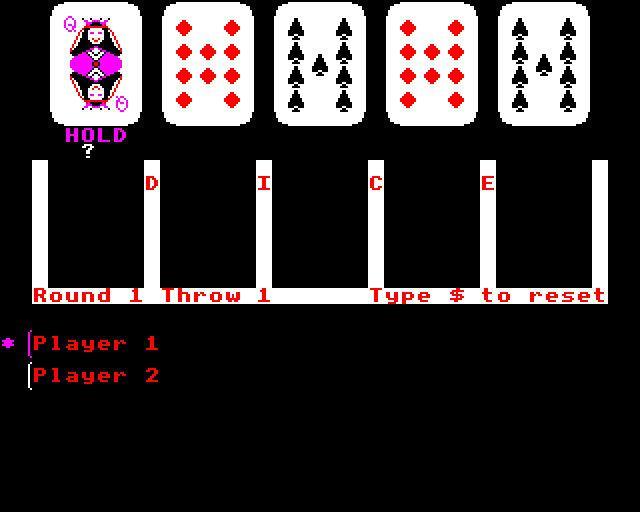 Q
Q
HOLD
?
D I C E
Round 1 Throw 1 Type $ to reset
* Player 1
Player 2